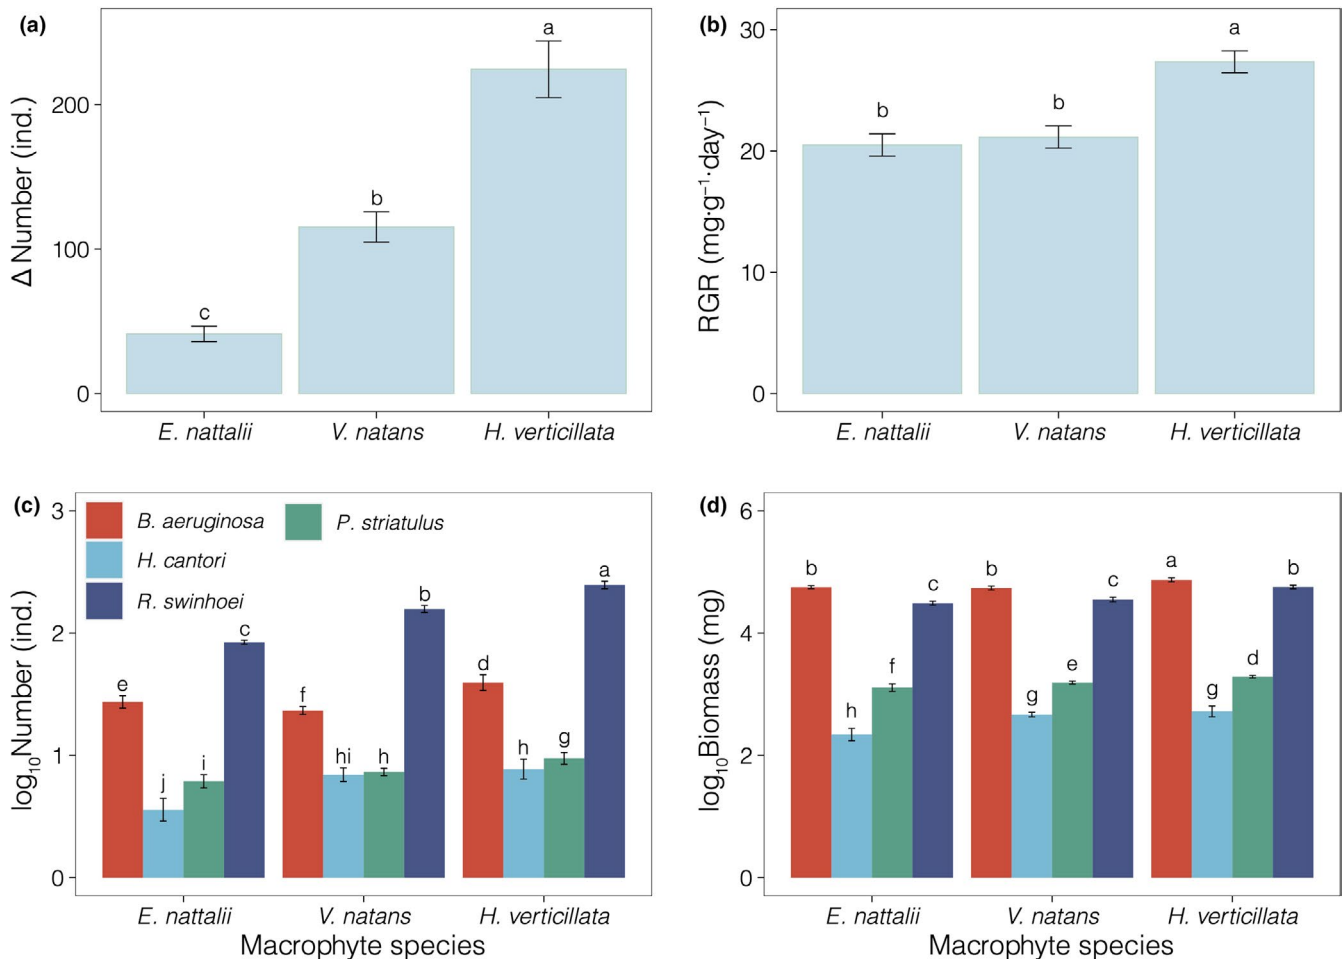 (a)
Δ Number (ind.)
200
100
0
c
b
a
E. nattalii
V. natans
H. verticillata
(b)
RGR (mg·g⁻¹·day⁻¹)
30
20
10
0
b
b
a
E. nattalii
V. natans
H. verticillata
(c)
log₁₀Number (ind.)
3
2
1
0
B. aeruginosa
P. striatulus
H. cantori
R. swinhoei
e
j
i
c
f
hi
h
b
d
h
g
a
E. nattalii
V. natans
H. verticillata
Macrophyte species
(d)
log₁₀Biomass (mg)
6
4
2
0
b
h
f
c
b
g
e
c
a
g
d
b
E. nattalii
V. natans
H. verticillata
Macrophyte species